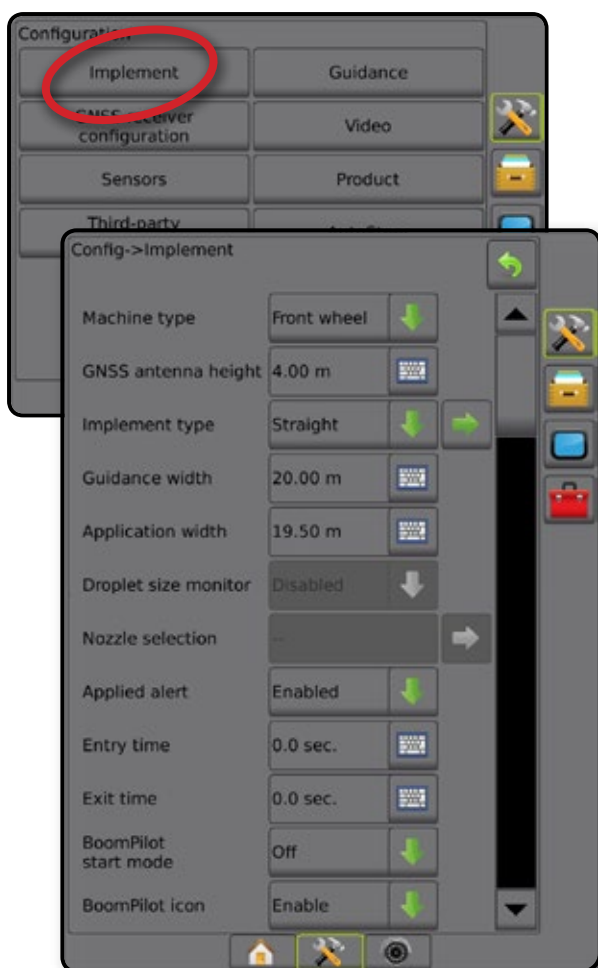 Configuration
Implement
Guidance
GNSS receiver
configuration
Video
Sensors
Product
Third-party
Config->Implement
Machine type
Front wheel
GNSS antenna height
4.00 m
Implement type
Straight
Guidance width
20.00 m
Application width
19.50 m
Droplet size monitor
Disabled
Nozzle selection
--
Applied alert
Enabled
Entry time
0.0 sec.
Exit time
0.0 sec.
BoomPilot
start mode
Off
BoomPilot icon
Enable